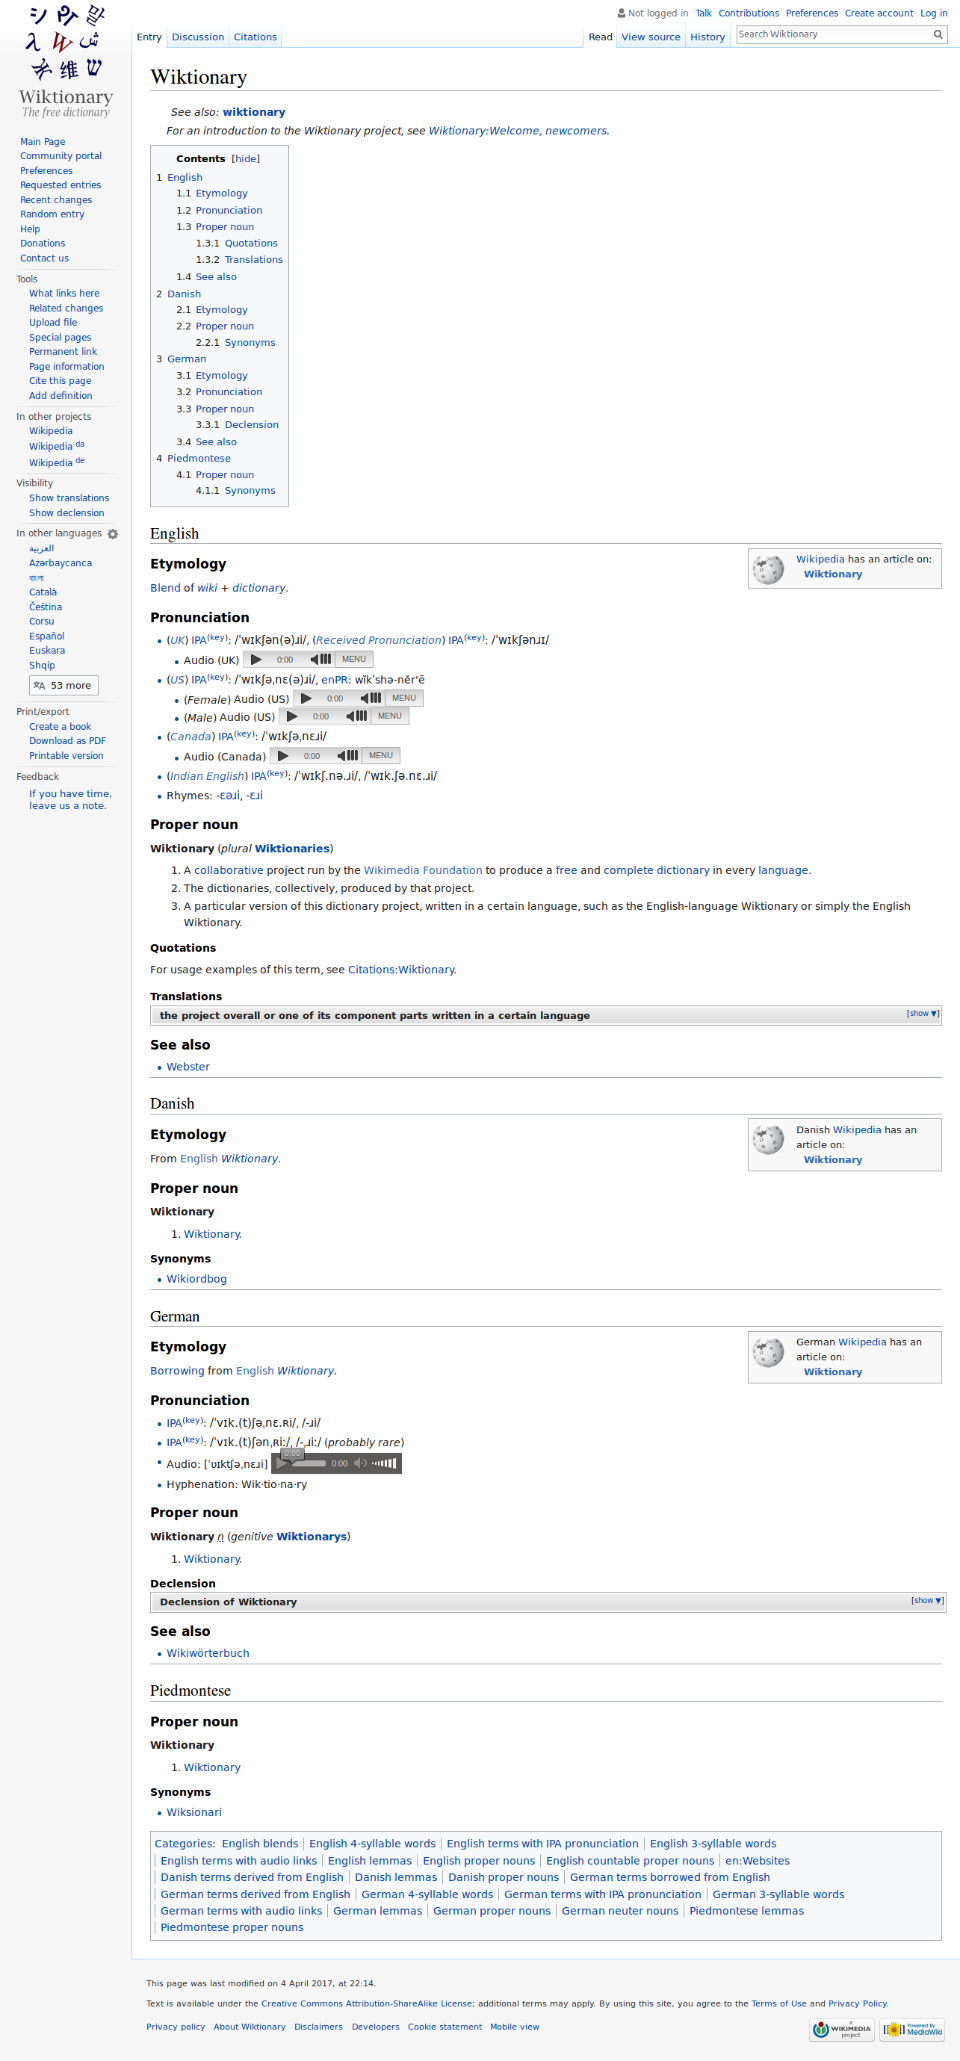 Not logged in Talk Contributions Preferences Create account Log in
Entry Discussion Citations
Read View source History Search Wiktionary
Wiktionary
The free dictionary
Main Page
Community portal
Preferences
Requested entries
Recent changes
Random entry
Help
Donations
Contact us
Tools
What links here
Related changes
Upload file
Special pages
Permanent link
Page information
Cite this page
Add definition
In other projects
Wikipedia
Wikipedia da
Wikipedia de
Visibility
Show translations
Show declension
In other languages
العربية
Azərbaycanca
বাংলা
Català
Čeština
Corsu
Español
Euskara
Shqip
53 more
Print/export
Create a book
Download as PDF
Printable version
Feedback
If you have time,
leave us a note.
Wiktionary
See also: wiktionary
For an introduction to the Wiktionary project, see Wiktionary:Welcome, newcomers.
Contents [hide]
1 English
1.1 Etymology
1.2 Pronunciation
1.3 Proper noun
1.3.1 Quotations
1.3.2 Translations
1.4 See also
2 Danish
2.1 Etymology
2.2 Proper noun
2.2.1 Synonyms
3 German
3.1 Etymology
3.2 Pronunciation
3.3 Proper noun
3.3.1 Declension
3.4 See also
4 Piedmontese
4.1 Proper noun
4.1.1 Synonyms
English
Wikipedia has an article on:
Wiktionary
Etymology
Blend of wiki + dictionary.
Pronunciation
• (UK) IPA(key): /ˈwɪkʃən(ə)ɹi/, (Received Pronunciation) IPA(key): /ˈwɪkʃənɹɪ/
• Audio (UK) 0:00 MENU
• (US) IPA(key): /ˈwɪkʃəˌnɛ(ə)ɹi/, enPR: wĭkˈshə-nĕrˈē
• (Female) Audio (US) 0:00 MENU
• (Male) Audio (US) 0:00 MENU
• (Canada) IPA(key): /ˈwɪkʃəˌnɛɹi/
• Audio (Canada) 0:00 MENU
• (Indian English) IPA(key): /ˈwɪkʃ.nə.ɹi/, /ˈwɪk.ʃə.nɛ.ɹi/
• Rhymes: -ɛəɹi, -ɛɹi
Proper noun
Wiktionary (plural Wiktionaries)
1. A collaborative project run by the Wikimedia Foundation to produce a free and complete dictionary in every language.
2. The dictionaries, collectively, produced by that project.
3. A particular version of this dictionary project, written in a certain language, such as the English-language Wiktionary or simply the English
Wiktionary.
Quotations
For usage examples of this term, see Citations:Wiktionary.
Translations
the project overall or one of its component parts written in a certain language [show ▼]
See also
• Webster
Danish
Danish Wikipedia has an
article on:
Wiktionary
Etymology
From English Wiktionary.
Proper noun
Wiktionary
1. Wiktionary.
Synonyms
• Wikiordbog
German
German Wikipedia has an
article on:
Wiktionary
Etymology
Borrowing from English Wiktionary.
Pronunciation
• IPA(key): /ˈvɪk.(t)ʃəˌnɛ.ʀi/, /-ɹi/
• IPA(key): /ˈvɪk.(t)ʃənˌʀiː/, /-ˌɹiː/ (probably rare)
0:00
• Audio: [ˈʋɪktʃəˌnɛɹi] 0:00
• Hyphenation: Wik·tio·na·ry
Proper noun
Wiktionary n (genitive Wiktionarys)
1. Wiktionary.
Declension
Declension of Wiktionary [show ▼]
See also
• Wikiwörterbuch
Piedmontese
Proper noun
Wiktionary
1. Wiktionary
Synonyms
• Wiksionari
Categories: English blends | English 4-syllable words | English terms with IPA pronunciation | English 3-syllable words
| English terms with audio links | English lemmas | English proper nouns | English countable proper nouns | en:Websites
| Danish terms derived from English | Danish lemmas | Danish proper nouns | German terms borrowed from English
| German terms derived from English | German 4-syllable words | German terms with IPA pronunciation | German 3-syllable words
| German terms with audio links | German lemmas | German proper nouns | German neuter nouns | Piedmontese lemmas
| Piedmontese proper nouns
This page was last modified on 4 April 2017, at 22:14.
Text is available under the Creative Commons Attribution-ShareAlike License; additional terms may apply. By using this site, you agree to the Terms of Use and Privacy Policy.
Privacy policy About Wiktionary Disclaimers Developers Cookie statement Mobile view
WIKIMEDIA
project
Powered By
MediaWiki